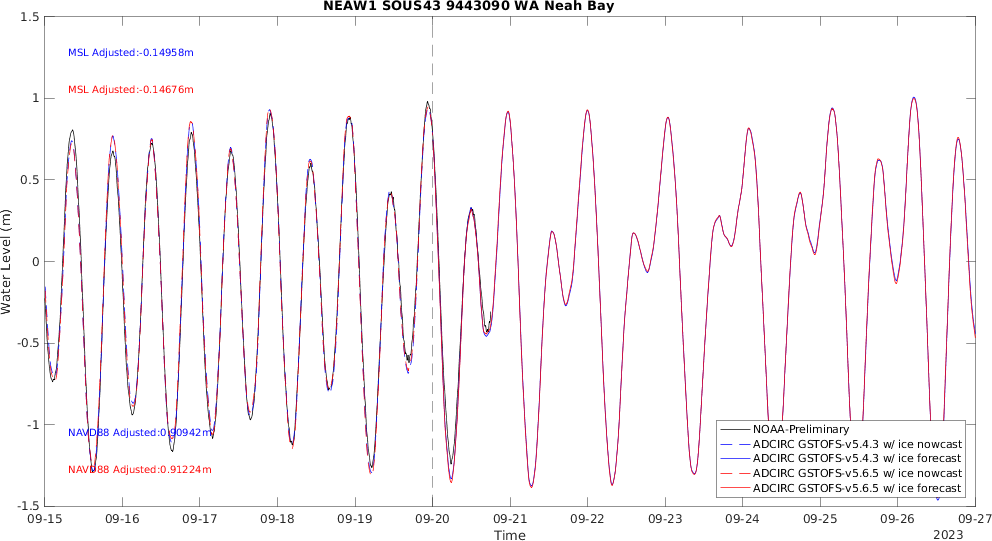 NEAW1 SOUS43 9443090 WA Neah Bay
1.5
MSL Adjusted:-0.14958m
MSL Adjusted:-0.14676m
1
0.5
0
-0.5
-1
-1.5
Water Level (m)
NAVD88 Adjusted:0.90942m
NAVD88 Adjusted:0.91224m
NOAA-Preliminary
ADCIRC GSTOFS-v5.4.3 w/ ice nowcast
ADCIRC GSTOFS-v5.4.3 w/ ice forecast
ADCIRC GSTOFS-v5.6.5 w/ ice nowcast
ADCIRC GSTOFS-v5.6.5 w/ ice forecast
09-15 09-16 09-17 09-18 09-19 09-20 09-21 09-22 09-23 09-24 09-25 09-26 09-27
Time
2023